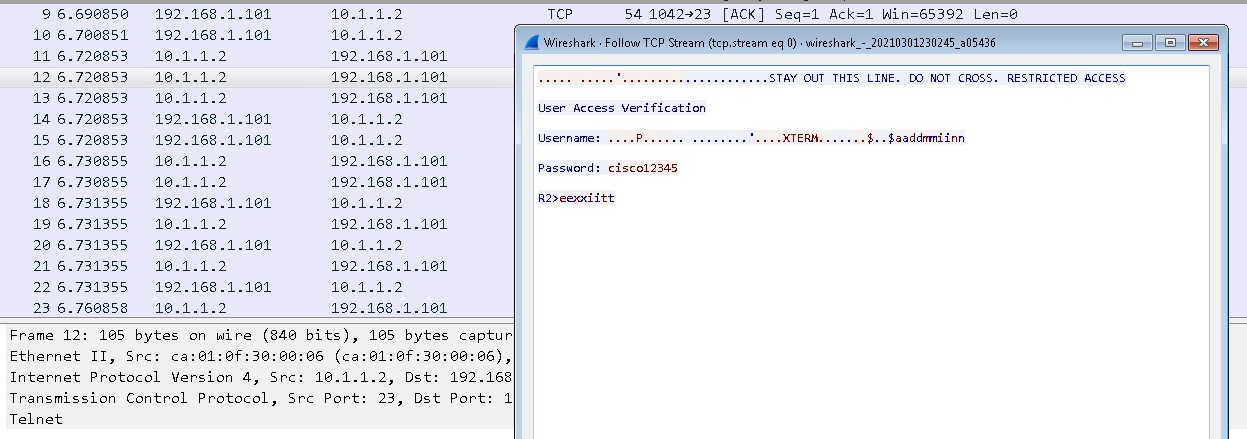 9 6.690850 192.168.1.101 10.1.1.2 TCP 54 1042→23 [ACK] Seq=1 Ack=1 Win=65392 Len=0
10 6.700851 192.168.1.101 10.1.1.2
11 6.720853 10.1.1.2 192.168.1.101
12 6.720853 10.1.1.2 192.168.1.101
13 6.720853 10.1.1.2 192.168.1.101
14 6.720853 192.168.1.101 10.1.1.2
15 6.720853 192.168.1.101 10.1.1.2
16 6.730855 10.1.1.2 192.168.1.101
17 6.730855 10.1.1.2 192.168.1.101
18 6.731355 192.168.1.101 10.1.1.2
19 6.731355 10.1.1.2 192.168.1.101
20 6.731355 192.168.1.101 10.1.1.2
21 6.731355 10.1.1.2 192.168.1.101
22 6.731355 192.168.1.101 10.1.1.2
23 6.760858 10.1.1.2 192.168.1.101
Frame 12: 105 bytes on wire (840 bits), 105 bytes captur
Ethernet II, Src: ca:01:0f:30:00:06 (ca:01:0f:30:00:06),
Internet Protocol Version 4, Src: 10.1.1.2, Dst: 192.168
Transmission Control Protocol, Src Port: 23, Dst Port: 1
Telnet
Wireshark · Follow TCP Stream (tcp.stream eq 0) · wireshark_-_20210301230245_a05436
..... .....'.....................STAY OUT THIS LINE. DO NOT CROSS. RESTRICTED ACCESS
User Access Verification
Username: ....P...... ........'....XTERM.......$..$aaddmmiinn
Password: cisco12345
R2>eexxiitt